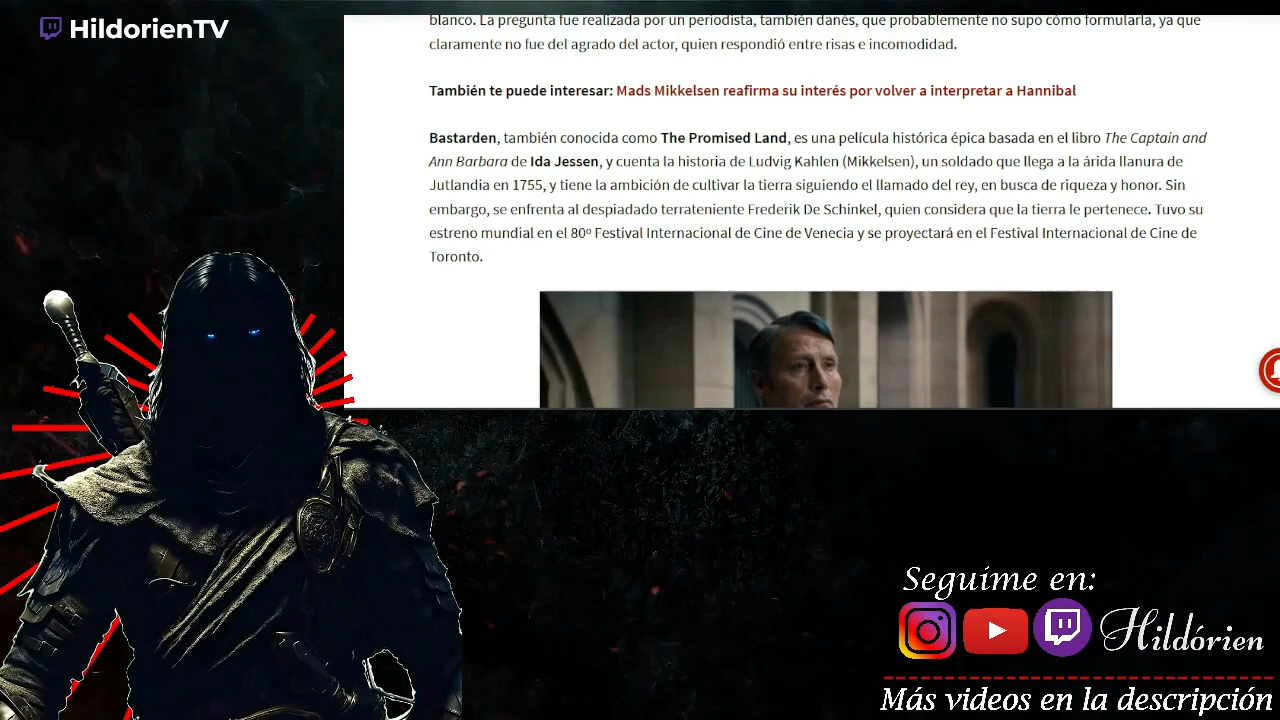 HildorienTV
blanco. La pregunta fue realizada por un periodista, también danés, que probablemente no supo cómo formularla, ya que
claramente no fue del agrado del actor, quien respondió entre risas e incomodidad.
También te puede interesar: Mads Mikkelsen reafirma su interés por volver a interpretar a Hannibal
Bastarden, también conocida como The Promised Land, es una película histórica épica basada en el libro The Captain and
Ann Barbara de Ida Jessen, y cuenta la historia de Ludvig Kahlen (Mikkelsen), un soldado que llega a la árida llanura de
Jutlandia en 1755, y tiene la ambición de cultivar la tierra siguiendo el llamado del rey, en busca de riqueza y honor. Sin
embargo, se enfrenta al despiadado terrateniente Frederik De Schinkel, quien considera que la tierra le pertenece. Tuvo su
estreno mundial en el 80º Festival Internacional de Cine de Venecia y se proyectará en el Festival Internacional de Cine de
Toronto.
Seguime en:
Hildórien
Más videos en la descripción